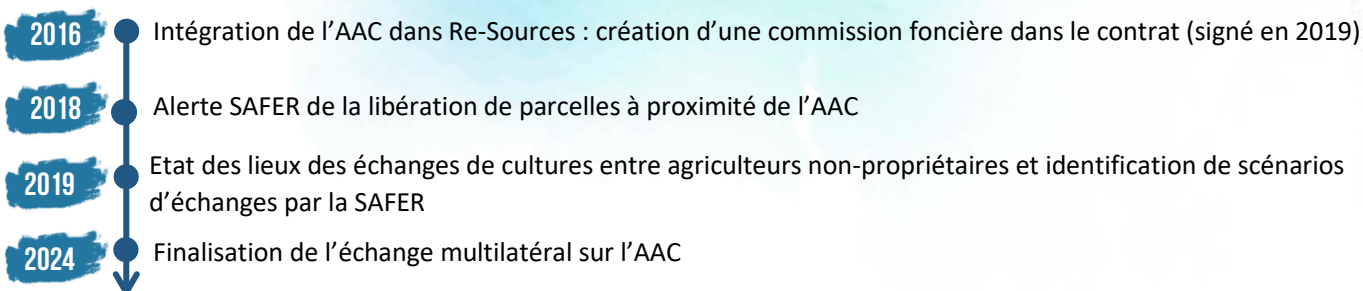 2016 Intégration de l’AAC dans Re-Sources : création d’une commission foncière dans le contrat (signé en 2019)
2018 Alerte SAFER de la libération de parcelles à proximité de l’AAC
2019 Etat des lieux des échanges de cultures entre agriculteurs non-propriétaires et identification de scénarios
d’échanges par la SAFER
2024 Finalisation de l’échange multilatéral sur l’AAC